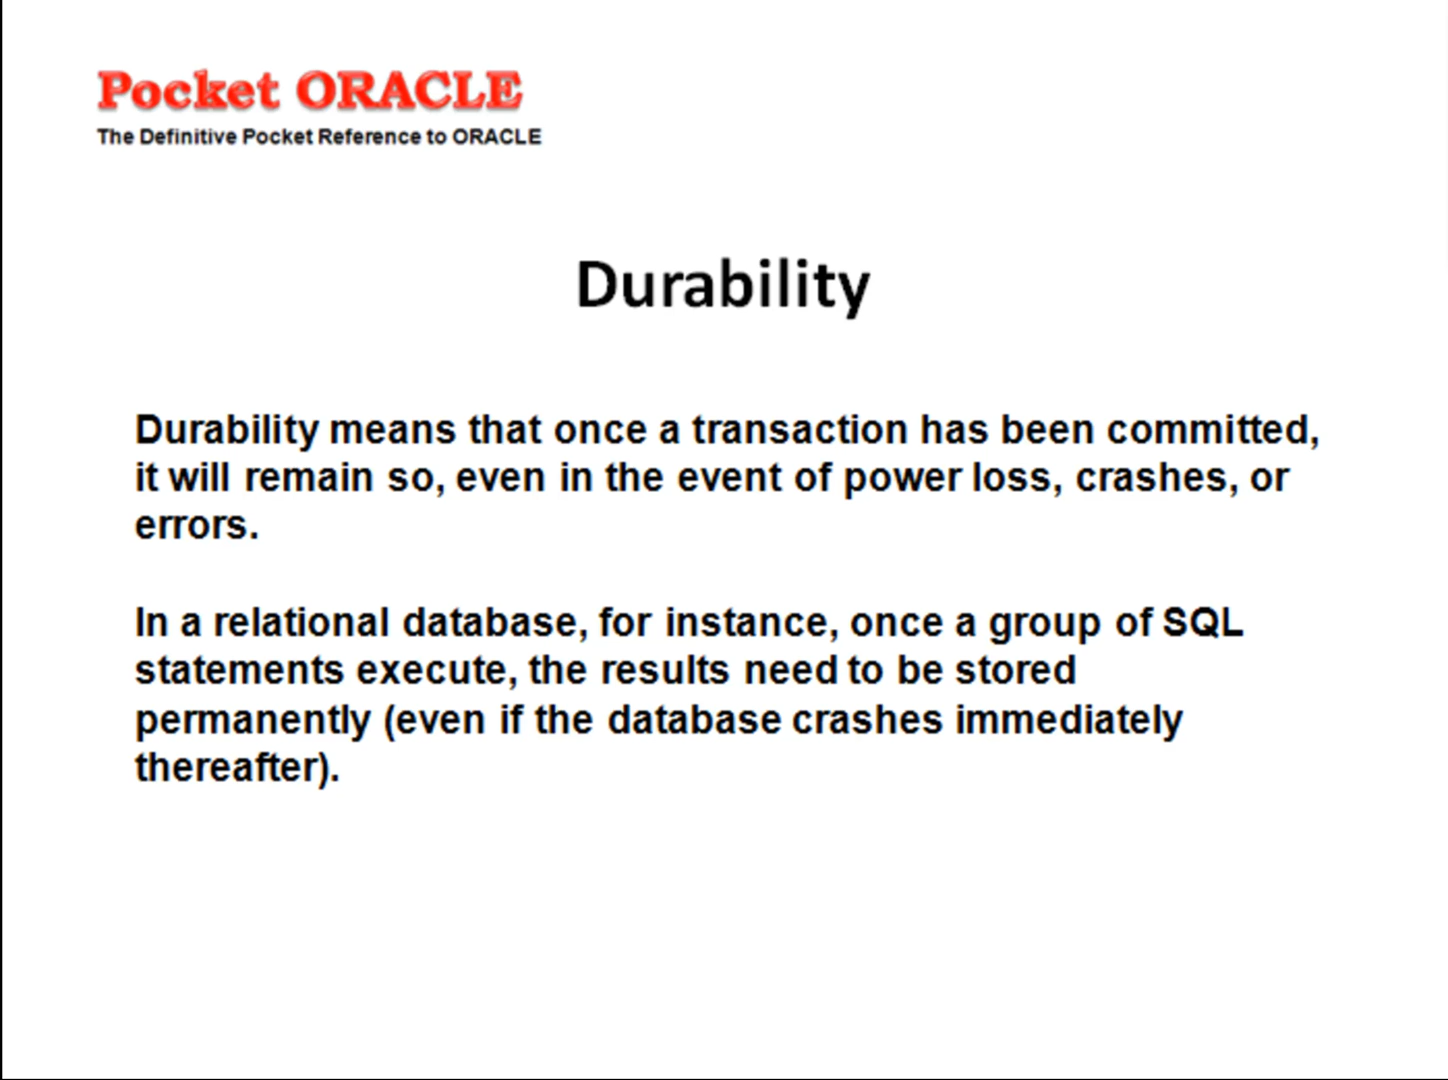 Pocket ORACLE
The Definitive Pocket Reference to ORACLE
Durability
Durability means that once a transaction has been committed,
it will remain so, even in the event of power loss, crashes, or
errors.
In a relational database, for instance, once a group of SQL
statements execute, the results need to be stored
permanently (even if the database crashes immediately
thereafter).